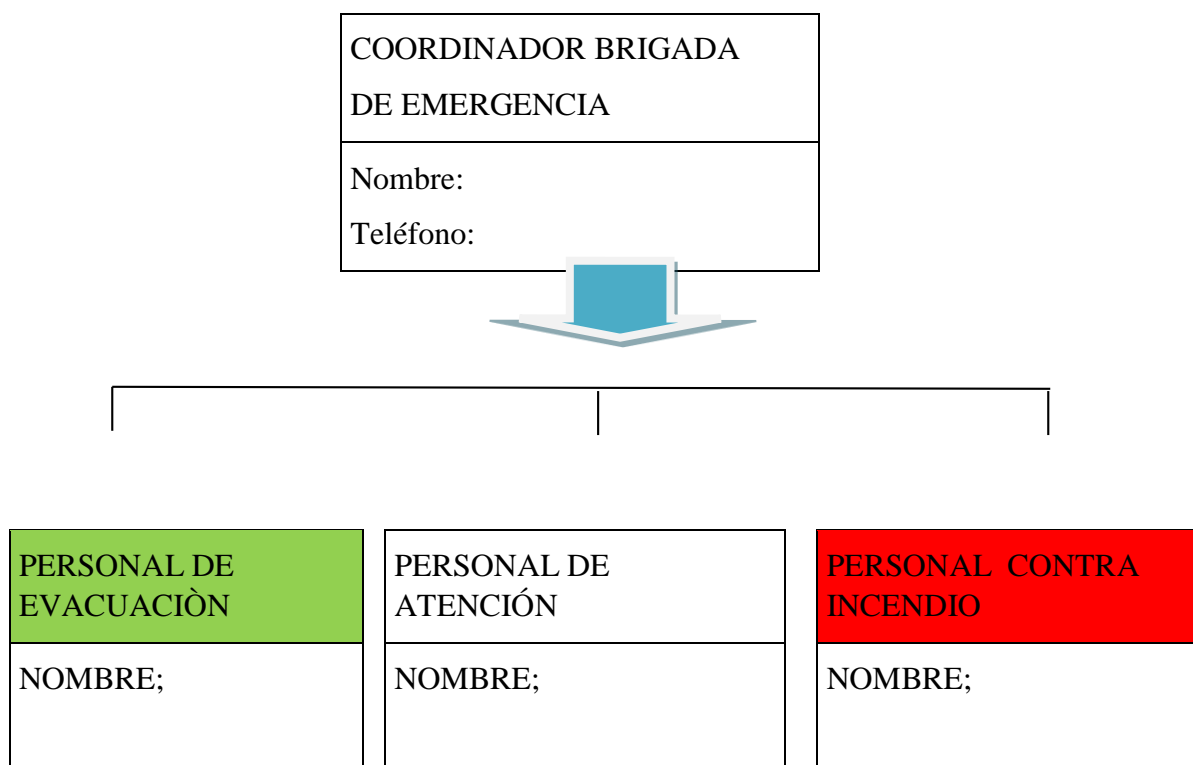 COORDINADOR BRIGADA
DE EMERGENCIA
Nombre:
Teléfono:
PERSONAL DE
EVACUACIÒN
NOMBRE;
PERSONAL DE
ATENCIÓN
NOMBRE;
PERSONAL  CONTRA
INCENDIO
NOMBRE;